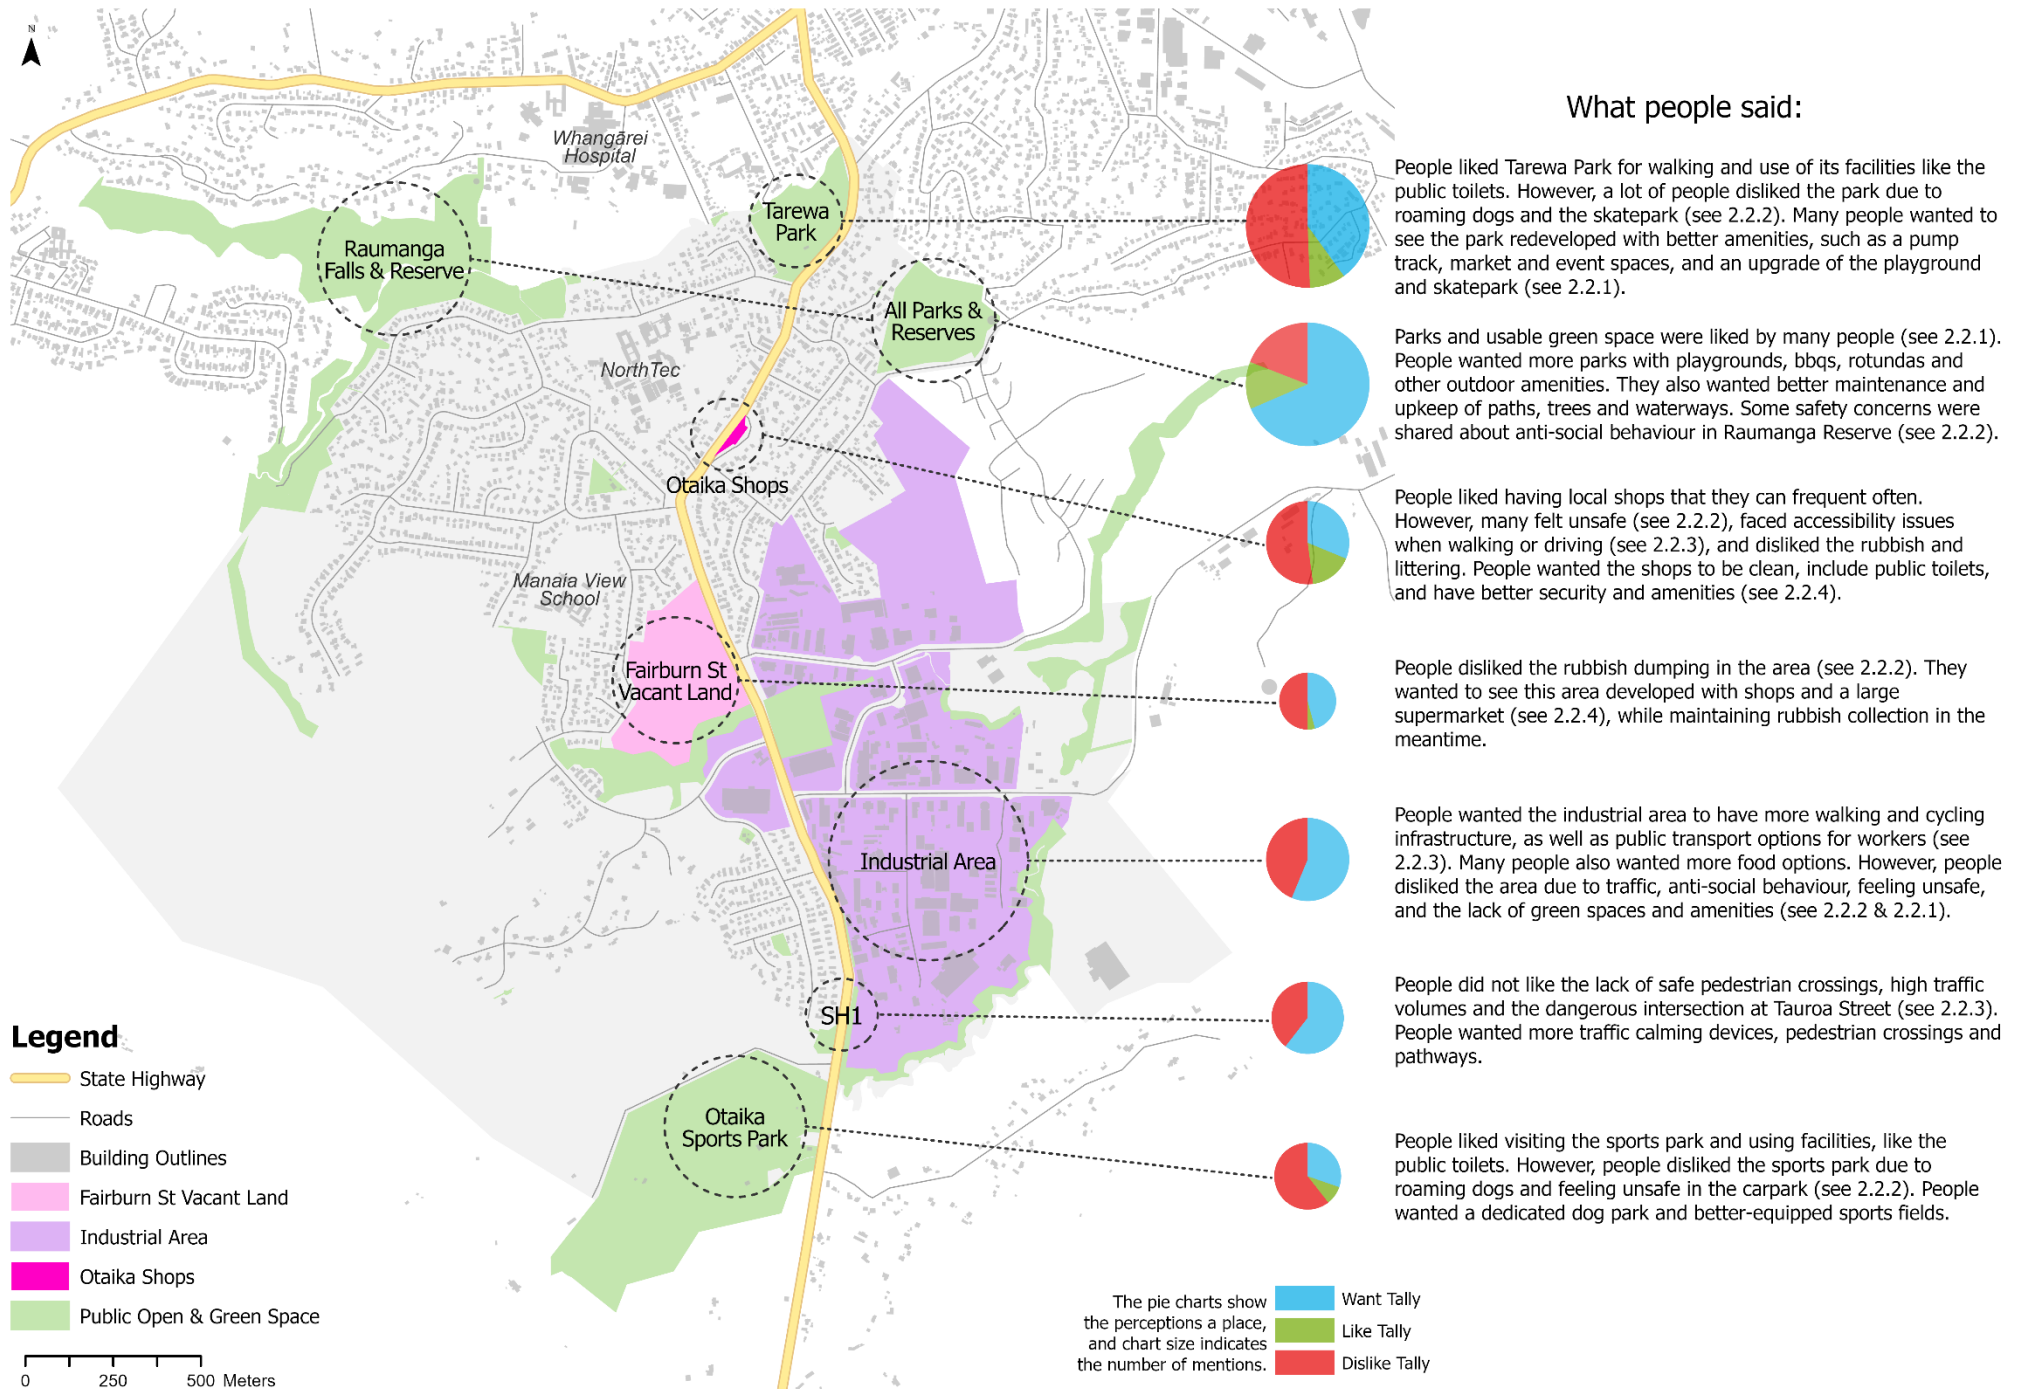 N
Whangārei
Hospital
Tarewa
Park
Raumanga
Falls & Reserve
All Parks &
Reserves
NorthTec
Otaika Shops
Manaia View
School
Fairburn St
Vacant Land
Industrial Area
SH1
Otaika
Sports Park
What people said:
People liked Tarewa Park for walking and use of its facilities like the
public toilets. However, a lot of people disliked the park due to
roaming dogs and the skatepark (see 2.2.2). Many people wanted to
see the park redeveloped with better amenities, such as a pump
track, market and event spaces, and an upgrade of the playground
and skatepark (see 2.2.1).
Parks and usable green space were liked by many people (see 2.2.1).
People wanted more parks with playgrounds, bbqs, rotundas and
other outdoor amenities. They also wanted better maintenance and
upkeep of paths, trees and waterways. Some safety concerns were
shared about anti-social behaviour in Raumanga Reserve (see 2.2.2).
People liked having local shops that they can frequent often.
However, many felt unsafe (see 2.2.2), faced accessibility issues
when walking or driving (see 2.2.3), and disliked the rubbish and
littering. People wanted the shops to be clean, include public toilets,
and have better security and amenities (see 2.2.4).
People disliked the rubbish dumping in the area (see 2.2.2). They
wanted to see this area developed with shops and a large
supermarket (see 2.2.4), while maintaining rubbish collection in the
meantime.
People wanted the industrial area to have more walking and cycling
infrastructure, as well as public transport options for workers (see
2.2.3). Many people also wanted more food options. However, people
disliked the area due to traffic, anti-social behaviour, feeling unsafe,
and the lack of green spaces and amenities (see 2.2.2 & 2.2.1).
People did not like the lack of safe pedestrian crossings, high traffic
volumes and the dangerous intersection at Tauroa Street (see 2.2.3).
People wanted more traffic calming devices, pedestrian crossings and
pathways.
People liked visiting the sports park and using facilities, like the
public toilets. However, people disliked the sports park due to
roaming dogs and feeling unsafe in the carpark (see 2.2.2). People
wanted a dedicated dog park and better-equipped sports fields.
Legend
State Highway
Roads
Building Outlines
Fairburn St Vacant Land
Industrial Area
Otaika Shops
Public Open & Green Space
0 250 500 Meters
The pie charts show
the perceptions a place,
and chart size indicates
the number of mentions.
Want Tally
Like Tally
Dislike Tally